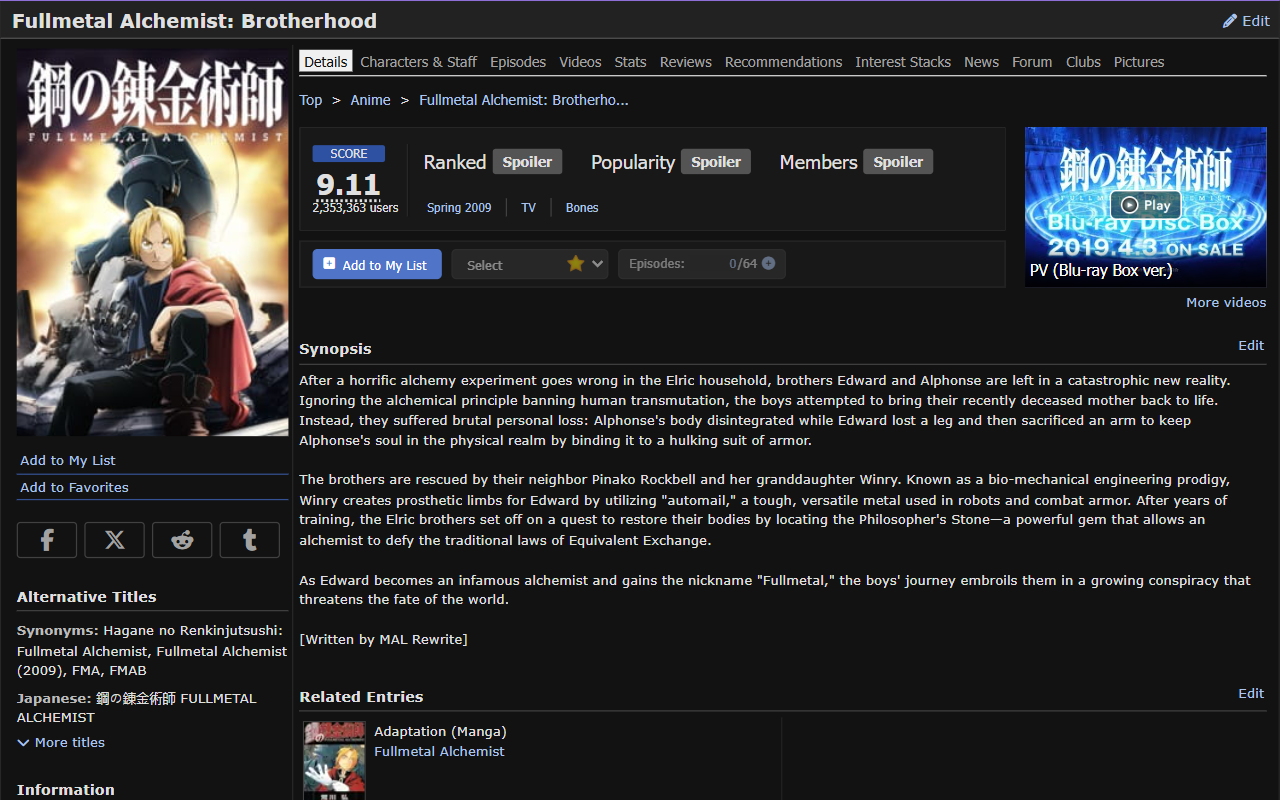 Fullmetal Alchemist: Brotherhood
Edit
鋼の錬金術師
FULLMETAL ALCHEMIST
Add to My List
Add to Favorites
Alternative Titles
Synonyms: Hagane no Renkinjutsushi:
Fullmetal Alchemist, Fullmetal Alchemist
(2009), FMA, FMAB
Japanese: 鋼の錬金術師 FULLMETAL
ALCHEMIST
More titles
Information
Details Characters & Staff Episodes Videos Stats Reviews Recommendations Interest Stacks News Forum Clubs Pictures
Top > Anime > Fullmetal Alchemist: Brotherho...
SCORE
9.11
2,353,363 users
Ranked Spoiler Popularity Spoiler Members Spoiler
Spring 2009 TV Bones
Add to My List Select Episodes: 0/64
鋼の錬金術師
Play
Blu-ray Disc Box
2019.4.3 ON SALE
PV (Blu-ray Box ver.)
More videos
Synopsis
Edit
After a horrific alchemy experiment goes wrong in the Elric household, brothers Edward and Alphonse are left in a catastrophic new reality.
Ignoring the alchemical principle banning human transmutation, the boys attempted to bring their recently deceased mother back to life.
Instead, they suffered brutal personal loss: Alphonse's body disintegrated while Edward lost a leg and then sacrificed an arm to keep
Alphonse's soul in the physical realm by binding it to a hulking suit of armor.
The brothers are rescued by their neighbor Pinako Rockbell and her granddaughter Winry. Known as a bio-mechanical engineering prodigy,
Winry creates prosthetic limbs for Edward by utilizing "automail," a tough, versatile metal used in robots and combat armor. After years of
training, the Elric brothers set off on a quest to restore their bodies by locating the Philosopher's Stone—a powerful gem that allows an
alchemist to defy the traditional laws of Equivalent Exchange.
As Edward becomes an infamous alchemist and gains the nickname "Fullmetal," the boys' journey embroils them in a growing conspiracy that
threatens the fate of the world.
[Written by MAL Rewrite]
Related Entries
Edit
鋼の錬金術師
Adaptation (Manga)
Fullmetal Alchemist